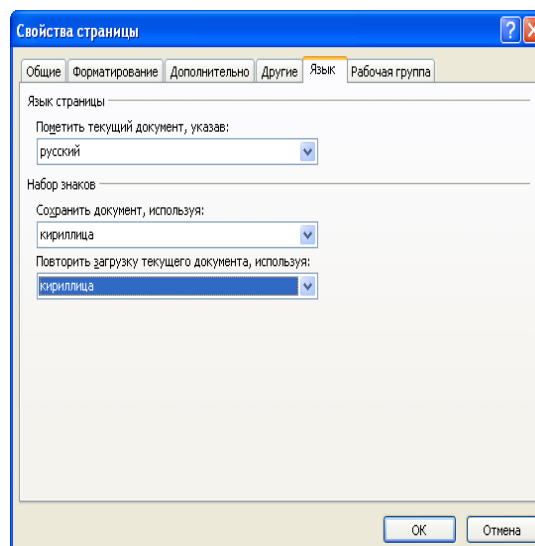 Свойства страницы
Общие Форматирование Дополнительно Другие Язык Рабочая группа
Язык страницы
Пометить текущий документ, указав:
русский
Набор знаков
Сохранить документ, используя:
кириллица
Повторить загрузку текущего документа, используя:
кириллица
ОК Отмена